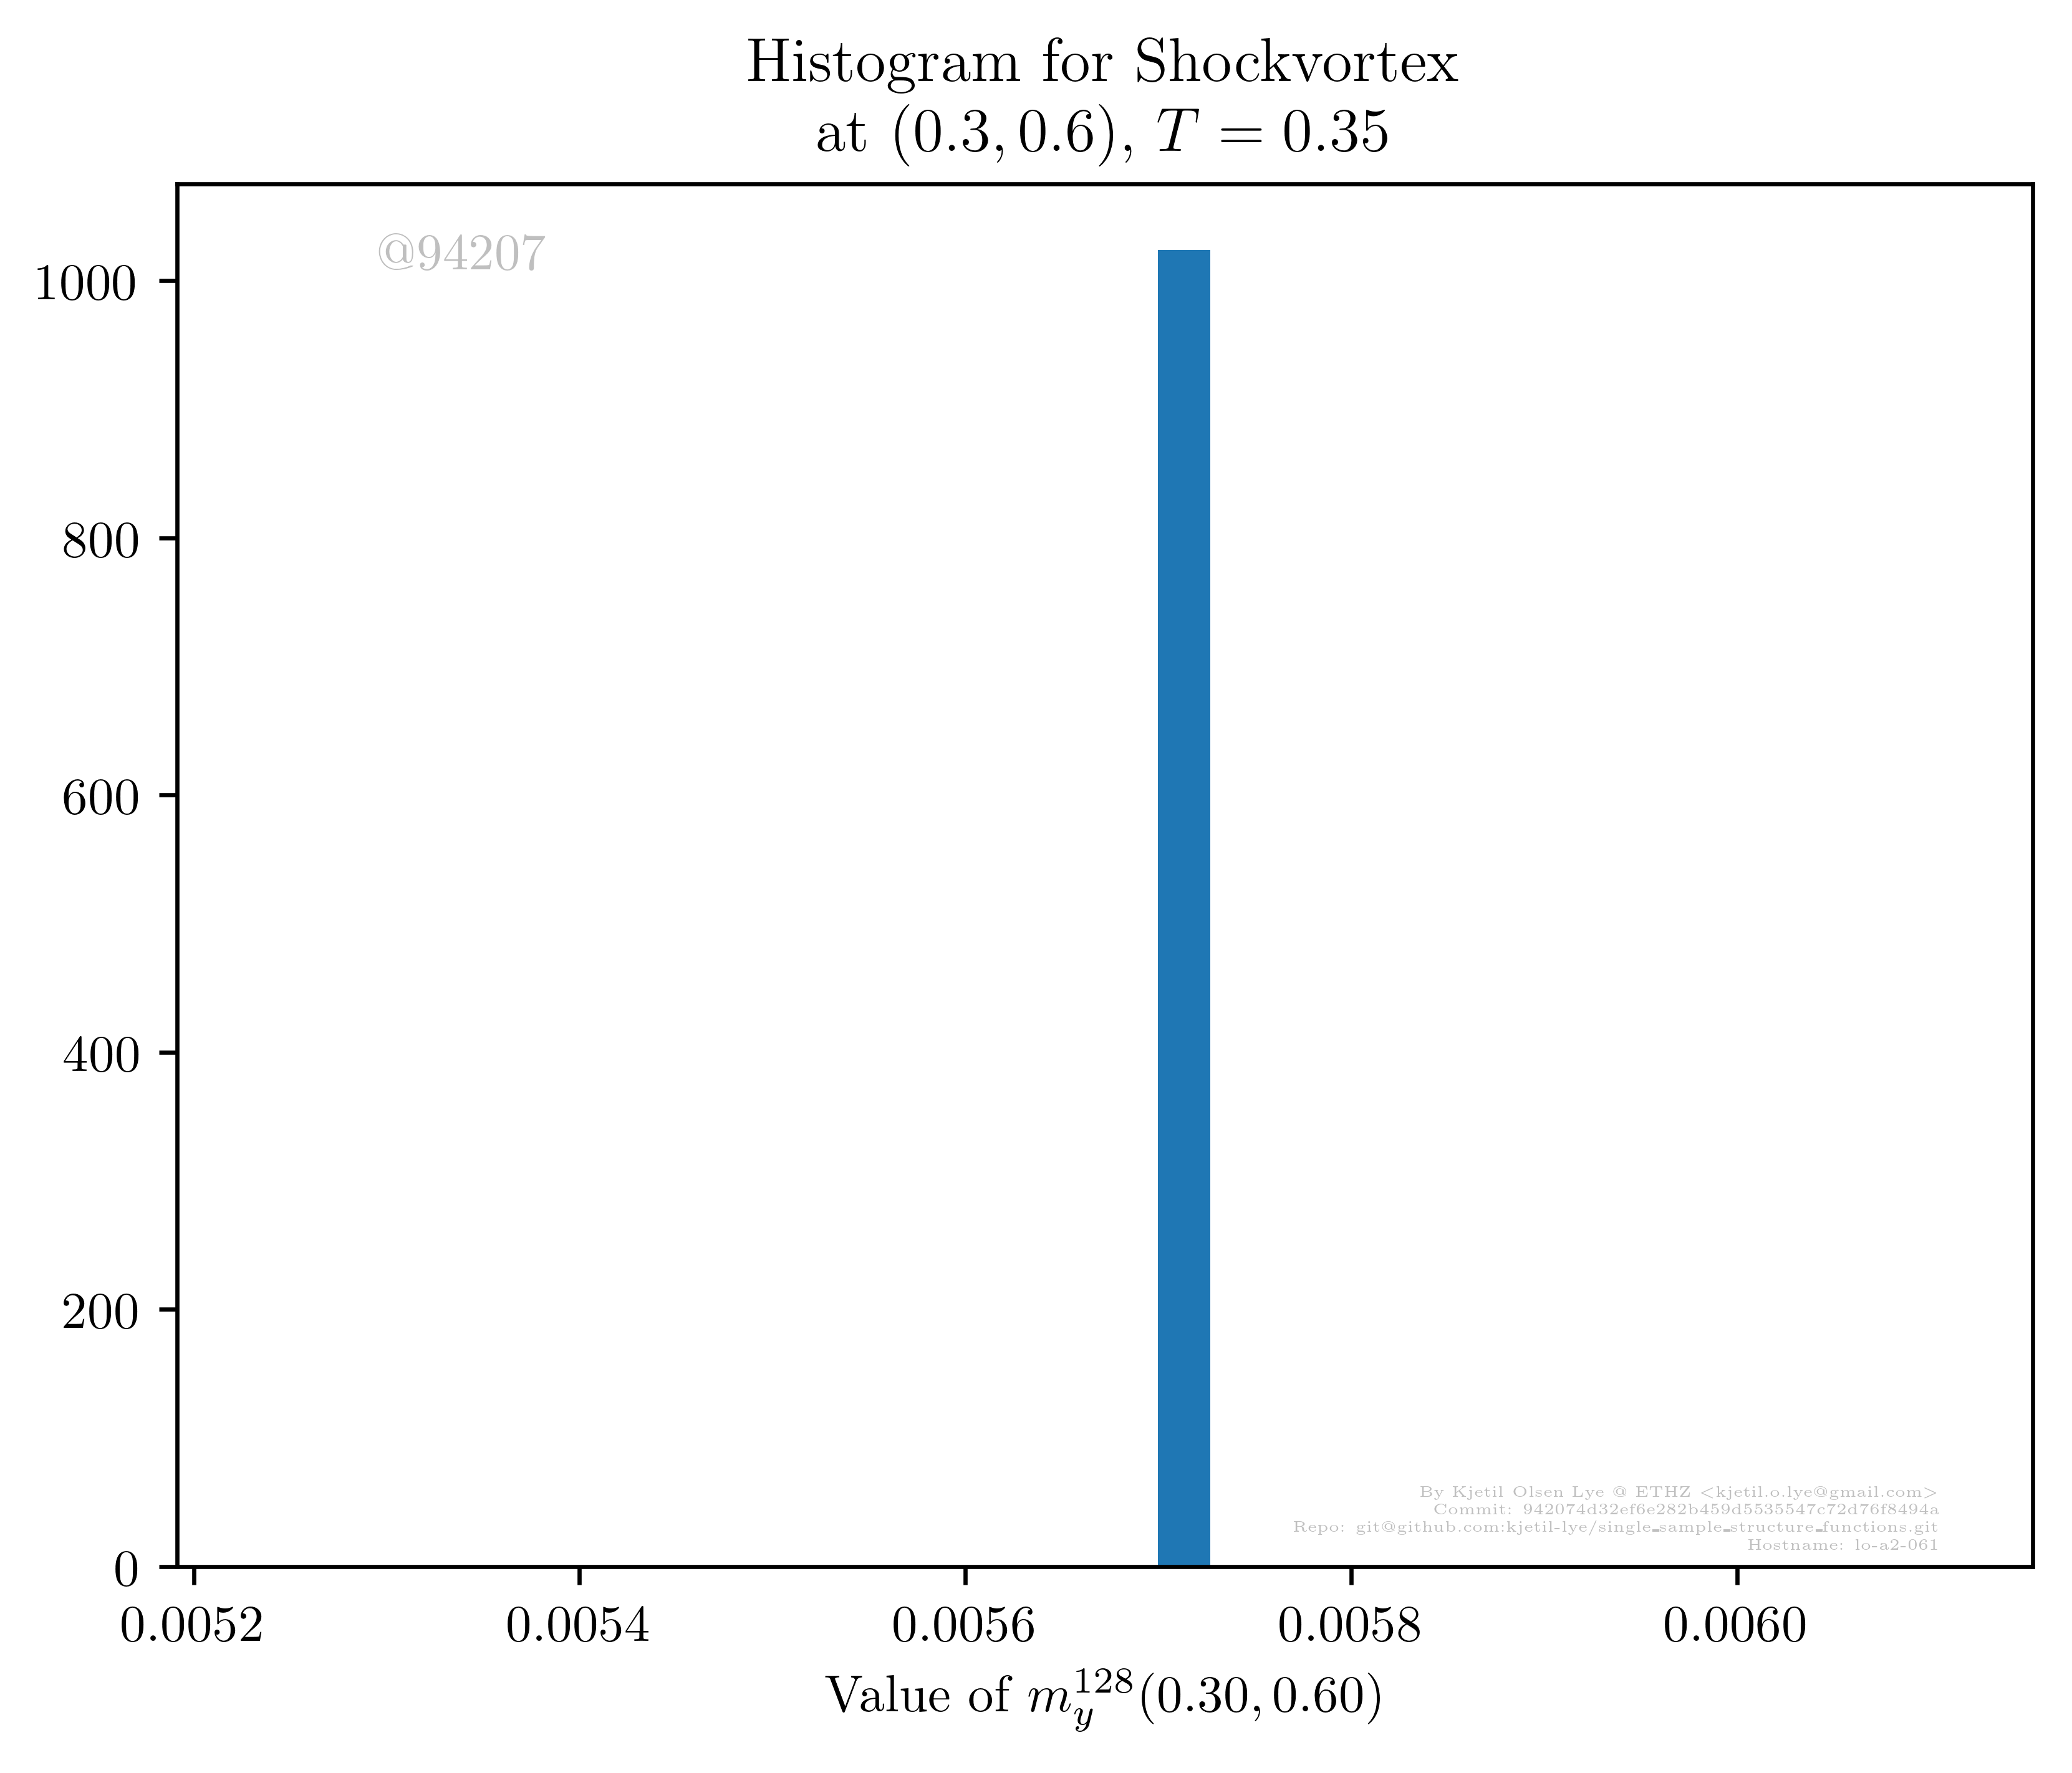 Histogram for Shockvortex
at (0.3, 0.6), T = 0.35
@94207
1000
800
600
400
200
0
By Kjetil Olsen Lye @ ETHZ <kjetil.o.lye@gmail.com>
Commit: 942074d32ef6e282b459d5535547c72d76f8494a
Repo: git@github.com:kjetil-lye/single_sample_structure_functions.git
Hostname: lo-a2-061
0.0052 0.0054 0.0056 0.0058 0.0060
Value of $m_y^{128}(0.30, 0.60)$